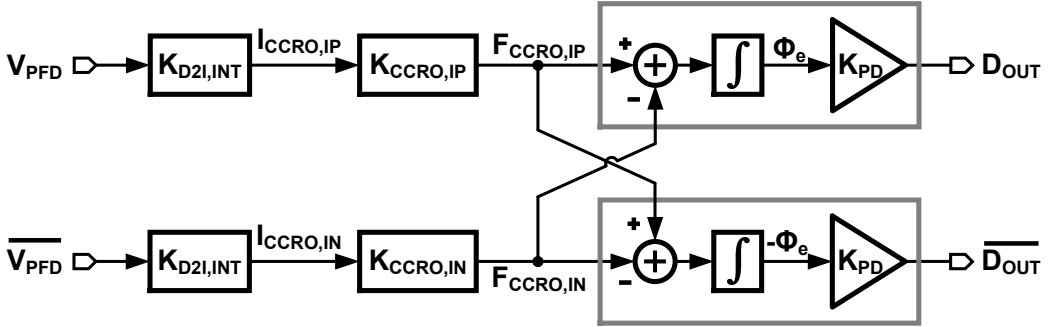 V_PFD
K_D2I,INT
I_CCRO,IP
K_CCRO,IP
F_CCRO,IP
+
-
+
∫
Φ_e
K_PD
D_OUT
V̅_PFD
K_D2I,INT
I_CCRO,IN
K_CCRO,IN
F_CCRO,IN
+
-
+
∫
-Φ_e
K_PD
D̅_OUT